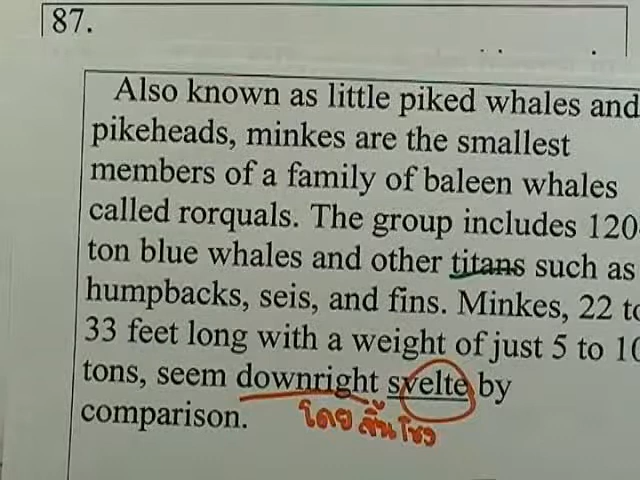 87.
Also known as little piked whales and
pikeheads, minkes are the smallest
members of a family of baleen whales
called rorquals. The group includes 120
ton blue whales and other titans such as
humpbacks, seis, and fins. Minkes, 22 to
33 feet long with a weight of just 5 to 10
tons, seem downright svelte by
comparison.
โดยสิ้นเชิง